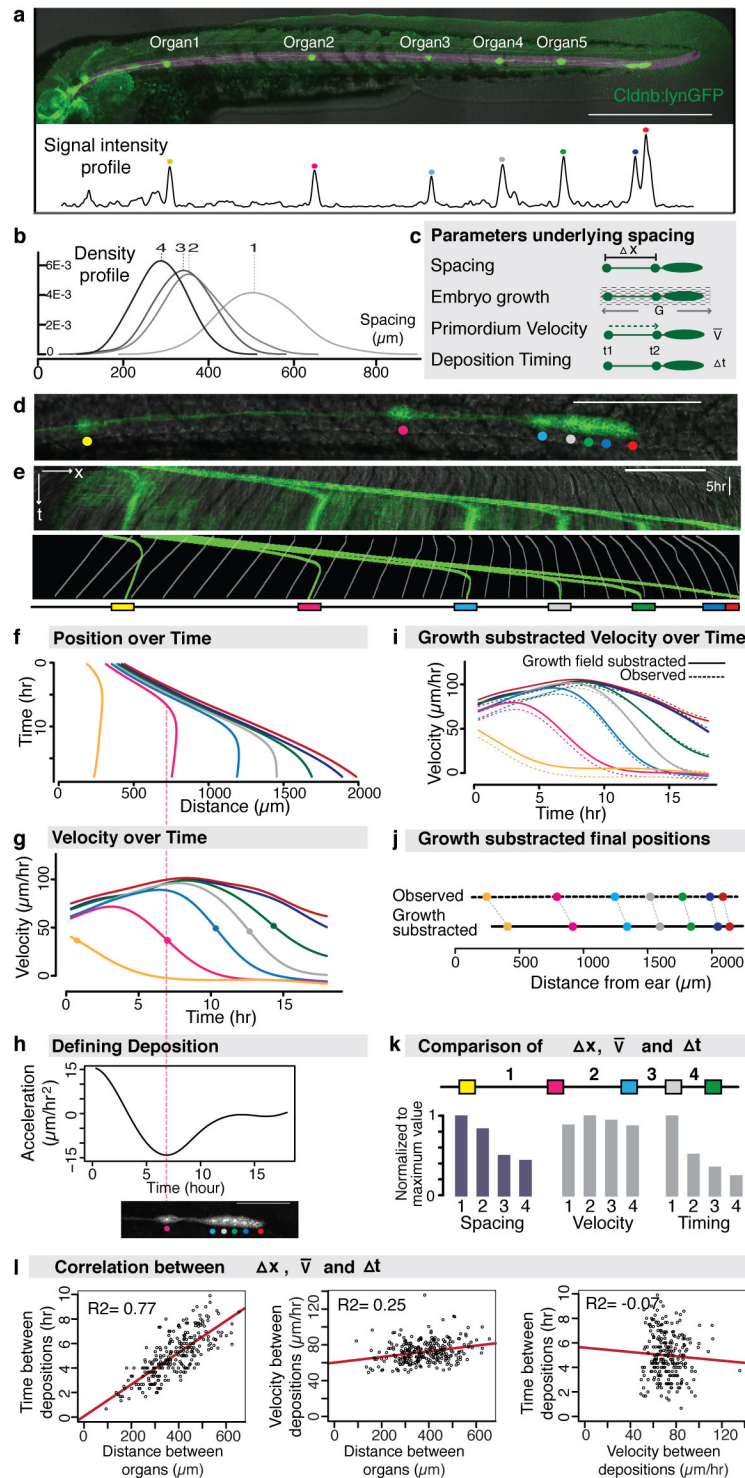 a
Organ1 Organ2 Organ3 Organ4 Organ5
Cldnb:lynGFP
Signal intensity
profile
b
Density
profile
4 3 2 1
6E-3
4E-3
2E-3
0
Spacing
(µm)
0 200 400 600 800
c Parameters underlying spacing
Δ X
Spacing
Embryo growth
G
Primordium Velocity
V̅
t1 t2
Deposition Timing
Δt
d
e
x
t
5hr
f Position over Time
Time (hr)
0
10
0 500 1000 1500 2000
Distance (µm)
g Velocity over Time
Velocity (µm/hr)
100
50
0
0 5 10 15
Time (hr)
h Defining Deposition
Acceleration
(µm/hr²)
15
0
-15
0 5 10 15
Time (hour)
i Growth substracted Velocity over Time
Growth field substracted
Observed
Velocity (µm/hr)
100
50
0
0 5 10 15
Time (hr)
j Growth substracted final positions
Observed
Growth
substracted
0 500 1000 1500 2000
Distance from ear (µm)
k Comparison of Δx, V̅ and Δt
1 2 3 4
Normalized to
maximum value
1
0
1 2 3 4 1 2 3 4 1 2 3 4
Spacing Velocity Timing
l Correlation between Δx, V̅ and Δt
R2= 0.77
Time between
depositions (hr)
0 2 4 6 8 10
0 200 400 600
Distance between
organs (µm)
R2= 0.25
Velocity between
depositions (µm/hr)
0 20 40 60 80 100 140
0 200 400 600
Distance between
organs (µm)
R2= -0.07
Time between
depositions (hr)
0 2 4 6 8 10
0 40 80 140
Velocity between
depositions (µm/hr)